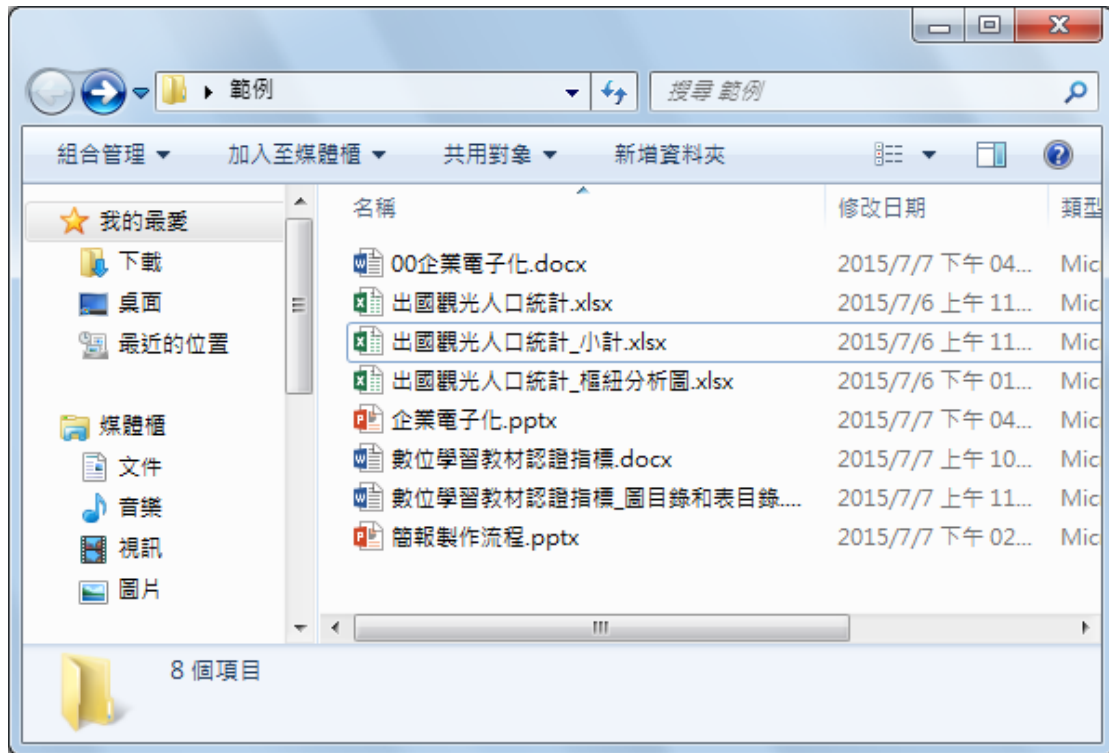 範例
搜尋 範例
組合管理 加入至媒體櫃 共用對象 新增資料夾
名稱 修改日期 類型
我的最愛
下載
桌面
最近的位置
媒體櫃
文件
音樂
視訊
圖片
00企業電子化.docx 2015/7/7 下午 04... Mic
出國觀光人口統計.xlsx 2015/7/6 上午 11... Mic
出國觀光人口統計_小計.xlsx 2015/7/6 上午 11... Mic
出國觀光人口統計_樞紐分析圖.xlsx 2015/7/6 下午 01... Mic
企業電子化.pptx 2015/7/7 下午 04... Mic
數位學習教材認證指標.docx 2015/7/7 上午 10... Mic
數位學習教材認證指標_圖目錄和表目錄.... 2015/7/7 上午 11... Mic
簡報製作流程.pptx 2015/7/7 下午 02... Mic
8 個項目